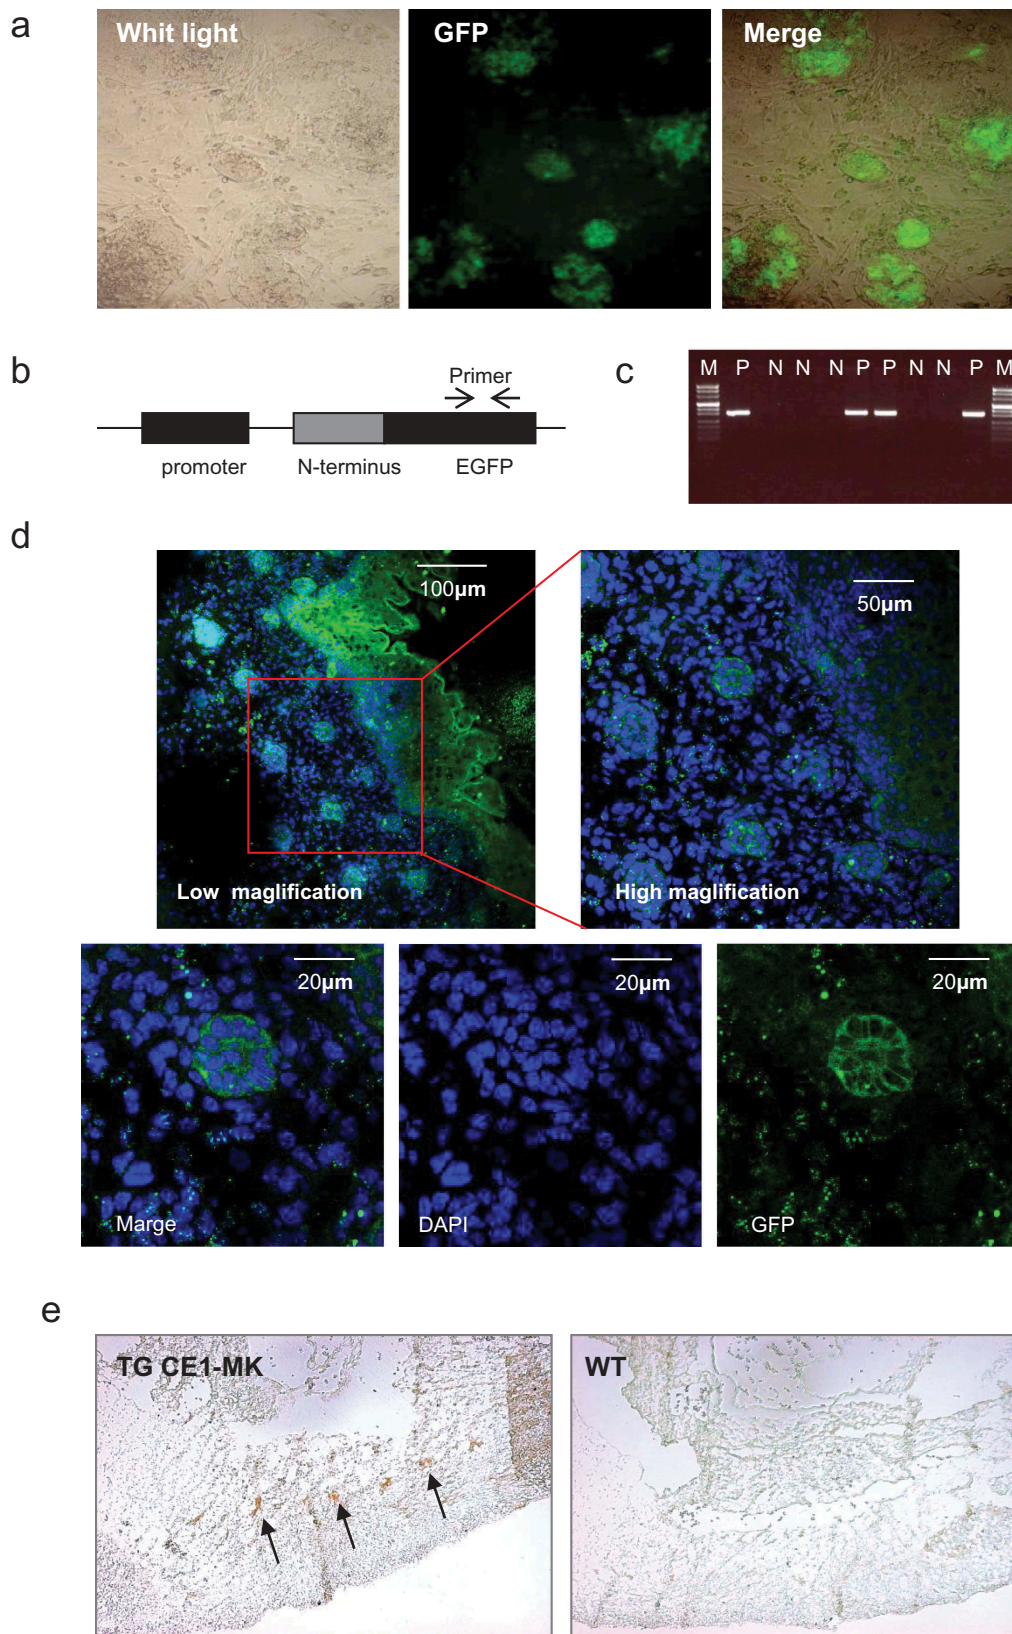 a
Whit light
GFP
Merge
b
Primer
promoter
N-terminus
EGFP
c
M P N N N P P N N P M
d
100µm
Low maglification
50µm
High maglification
20µm
Marge
20µm
DAPI
20µm
GFP
e
TG CE1-MK
WT